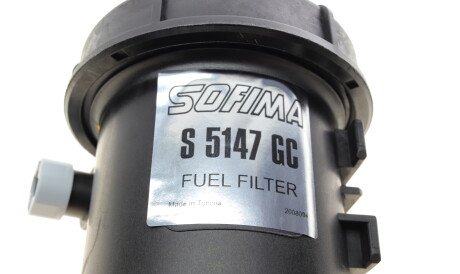 SOFIMA
S 5147 GC
FUEL FILTER
Made in Tunisia